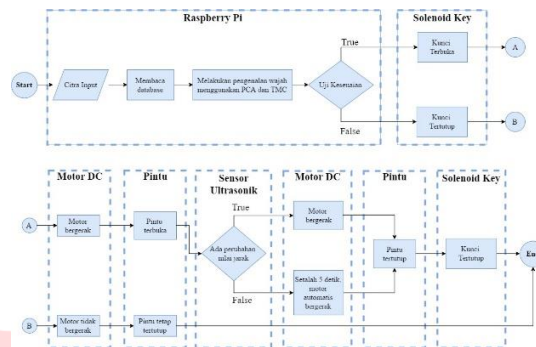 Raspberry Pi
Solenoid Key
Start
Citra Input
Membaca
database
Melakukan pengenalan wajah
menggunakan PCA dan TMC
Uji Kesesuaian
True
False
Kunci
Terbuka
A
Kunci
Tertutup
B
Motor DC
Pintu
Sensor
Ultrasonik
Motor DC
Pintu
Solenoid Key
A
Motor
bergerak
Pintu
terbuka
Ada perubahan
nilai jarak
True
False
Motor
bergerak
Setelah 5 detik,
motor
automatis
bergerak
Pintu
tertutup
Kunci
Tertutup
En
B
Motor tidak
bergerak
Pintu tetap
tertutup